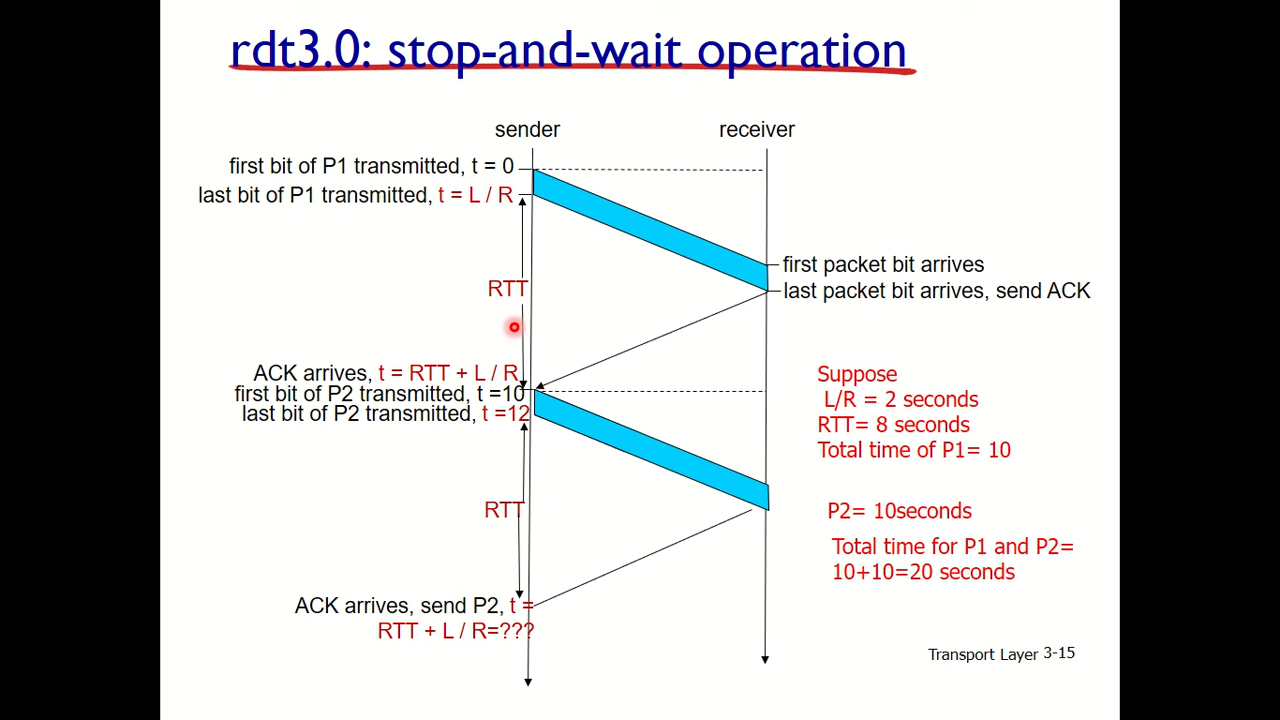 rdt3.0: stop-and-wait operation
sender
receiver
first bit of P1 transmitted, t = 0
last bit of P1 transmitted, t = L / R
first packet bit arrives
RTT
last packet bit arrives, send ACK
ACK arrives, t = RTT + L / R
first bit of P2 transmitted, t =10
last bit of P2 transmitted, t =12
Suppose
L/R = 2 seconds
RTT= 8 seconds
Total time of P1= 10
RTT
P2= 10seconds
Total time for P1 and P2=
10+10=20 seconds
ACK arrives, send P2, t =
RTT + L / R=???
Transport Layer 3-15